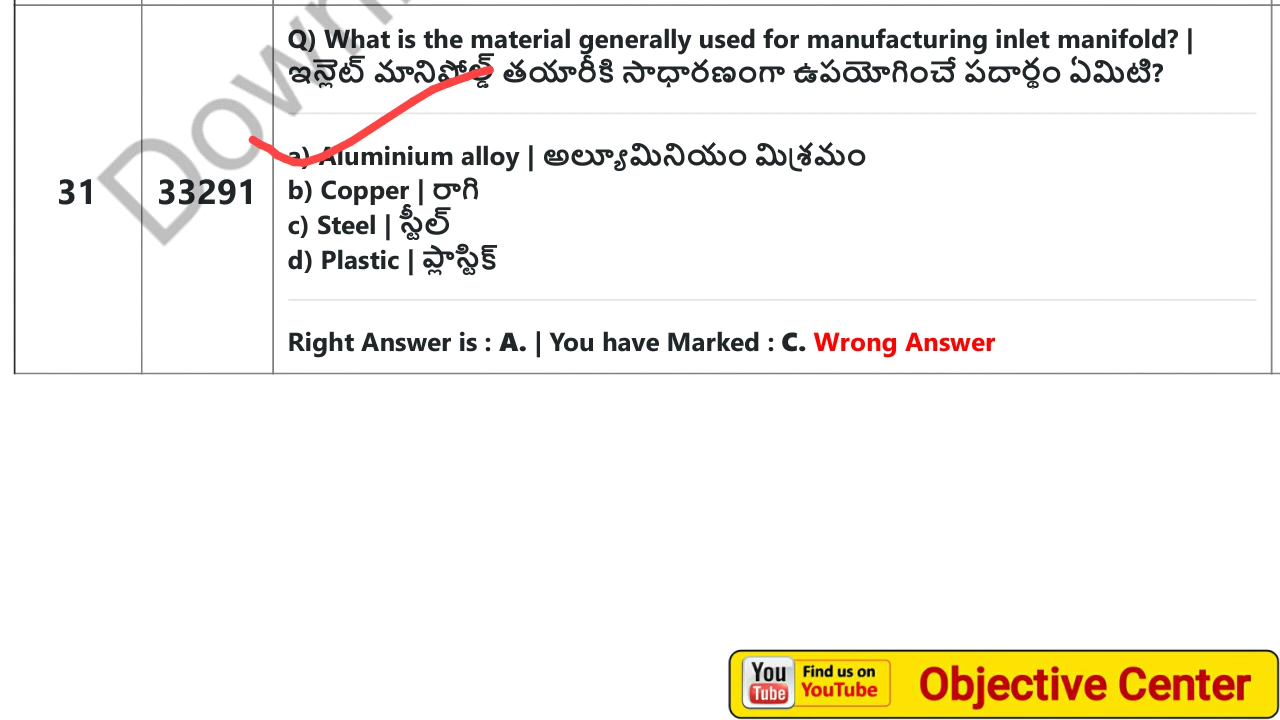 Q) What is the material generally used for manufacturing inlet manifold? |
ఇన్లెట్ మానిఫోల్డ్ తయారీకి సాధారణంగా ఉపయోగించే పదార్థం ఏమిటి?
31
33291
a) Aluminium alloy | అల్యూమినియం మిశ్రమం
b) Copper | రాగి
c) Steel | స్టీల్
d) Plastic | ప్లాస్టిక్
Right Answer is : A. | You have Marked : C. Wrong Answer
Down
You Tube
Find us on
YouTube
Objective Center